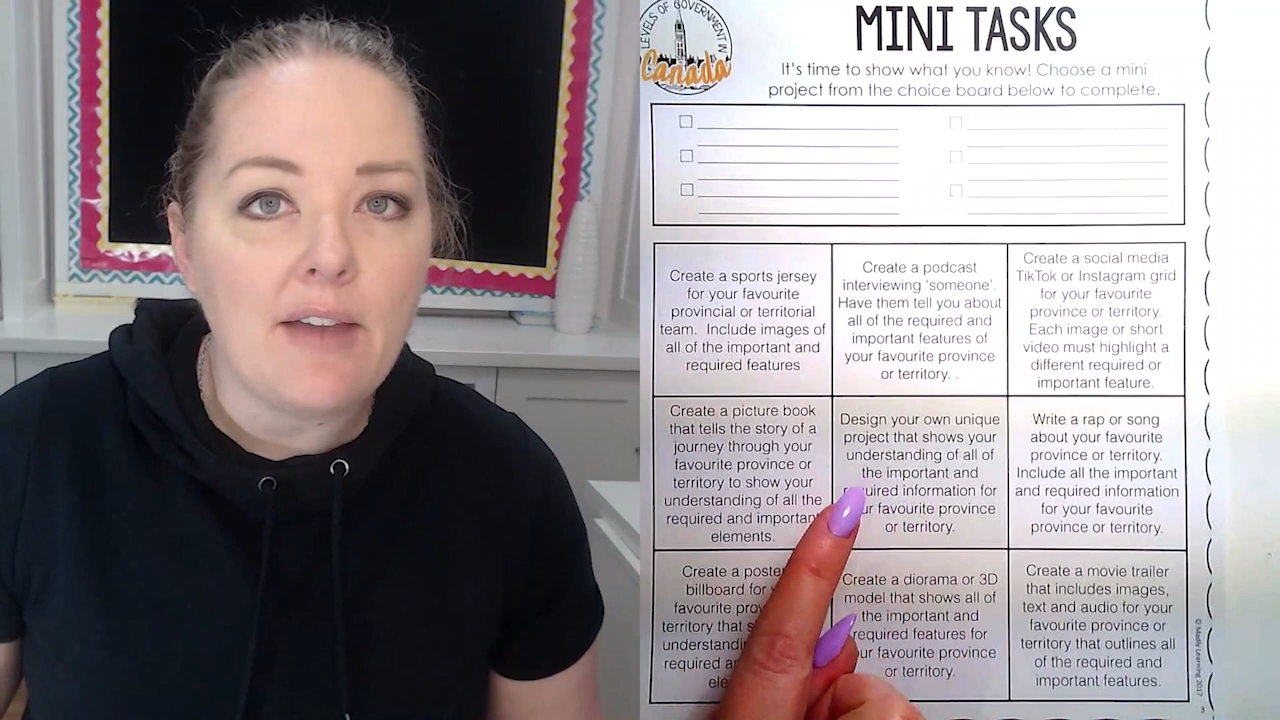 LEVELS OF GOVERNMENT IN
Canada
MINI TASKS
It's time to show what you know! Choose a mini
project from the choice board below to complete.
Create a sports jersey
for your favourite
provincial or territorial
team. Include images of
all of the important and
required features
Create a podcast
interviewing 'someone'.
Have them tell you about
all of the required and
important features of
your favourite province
or territory. .
Create a social media
TikTok or Instagram grid
for your favourite
province or territory.
Each image or short
video must highlight a
different required or
important feature.
Create a picture book
that tells the story of a
journey through your
favourite province or
territory to show your
understanding of all the
required and important
elements.
Design your own unique
project that shows your
understanding of all of
the important and
required information for
favourite province
or territory.
Write a rap or song
about your favourite
province or territory.
Include all the important
and required information
for your favourite
province or territory.
Create a poster
billboard for
favourite
territory that
required
Create a diorama or 3D
model that shows all of
the important and
required features for
favourite province
or territory.
Create a movie trailer
that includes images,
text and audio for your
favourite province or
territory that outlines all
of the required and
important features.
© Madly Learning 2017
3